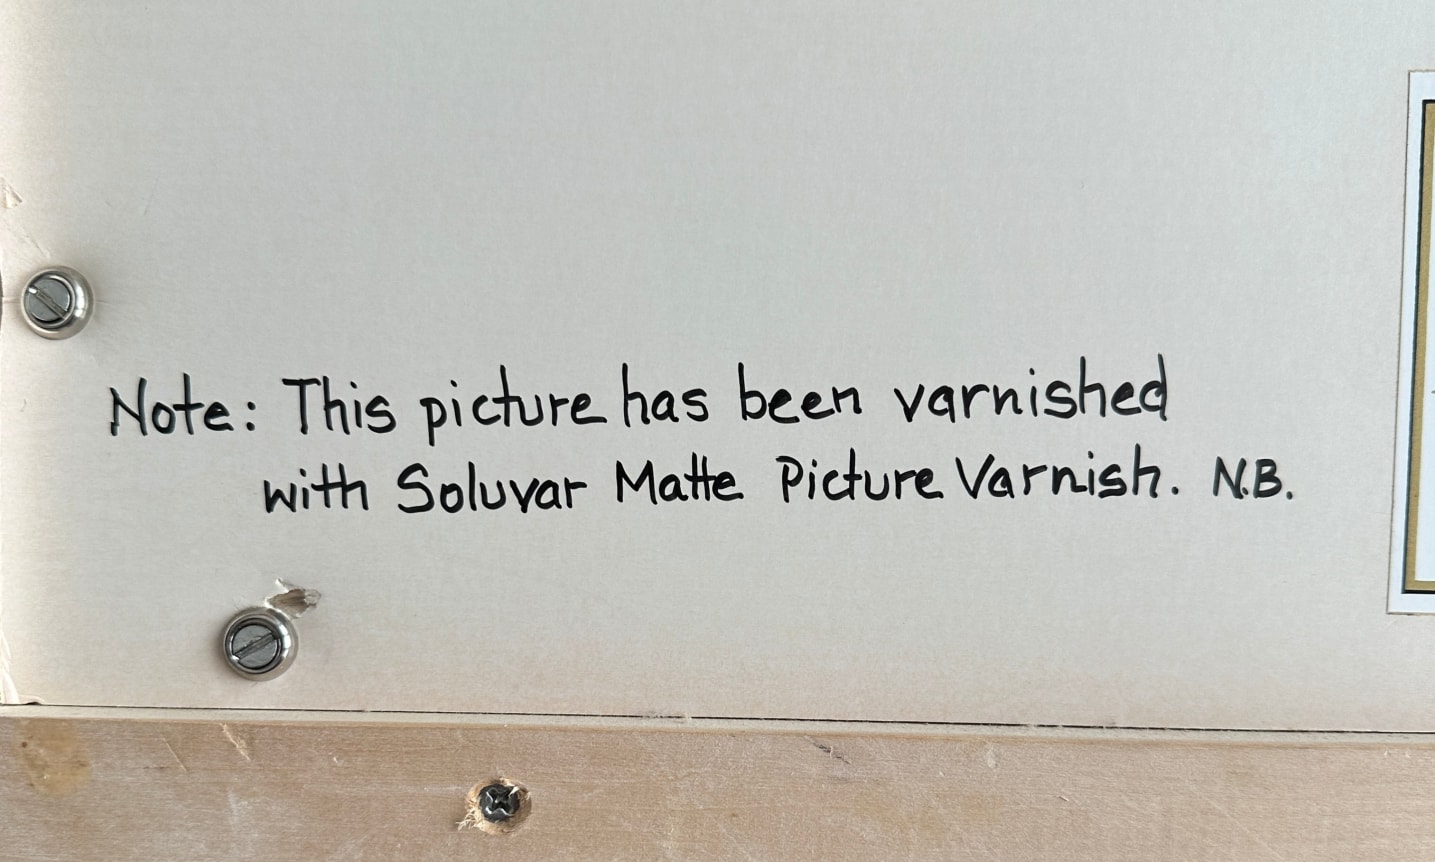 Note: This picture has been varnished
with Soluvar Matte Picture Varnish. N.B.